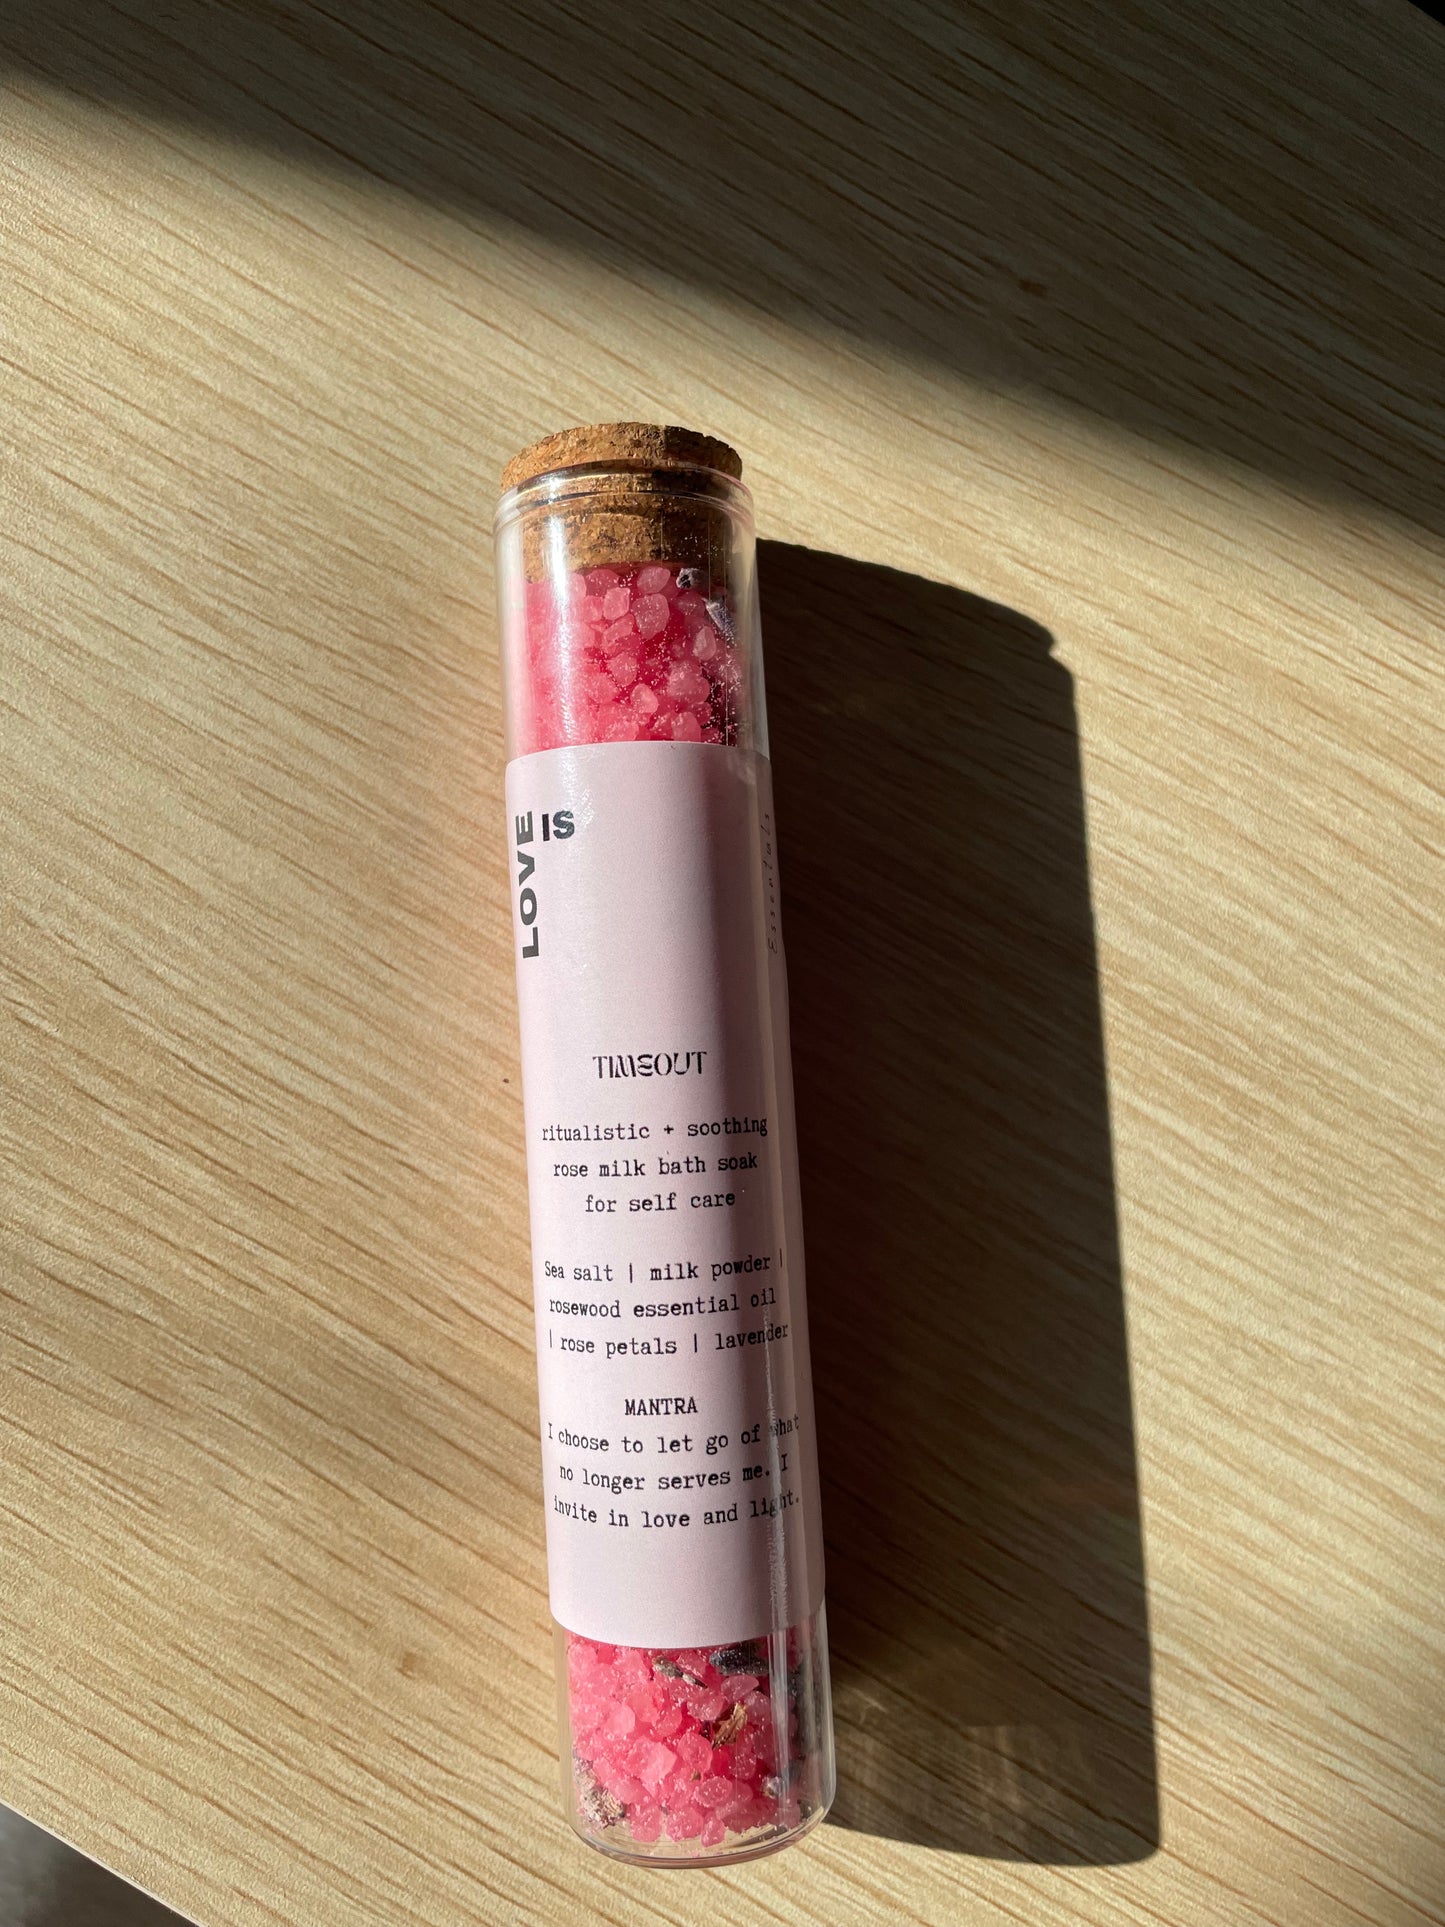 LOVE IS
Essentials
TIMEOUT
ritualistic + soothing
rose milk bath soak
for self care
Sea salt | milk powder |
rosewood essential oil
| rose petals | lavender
MANTRA
I choose to let go of what
no longer serves me. I
invite in love and light.